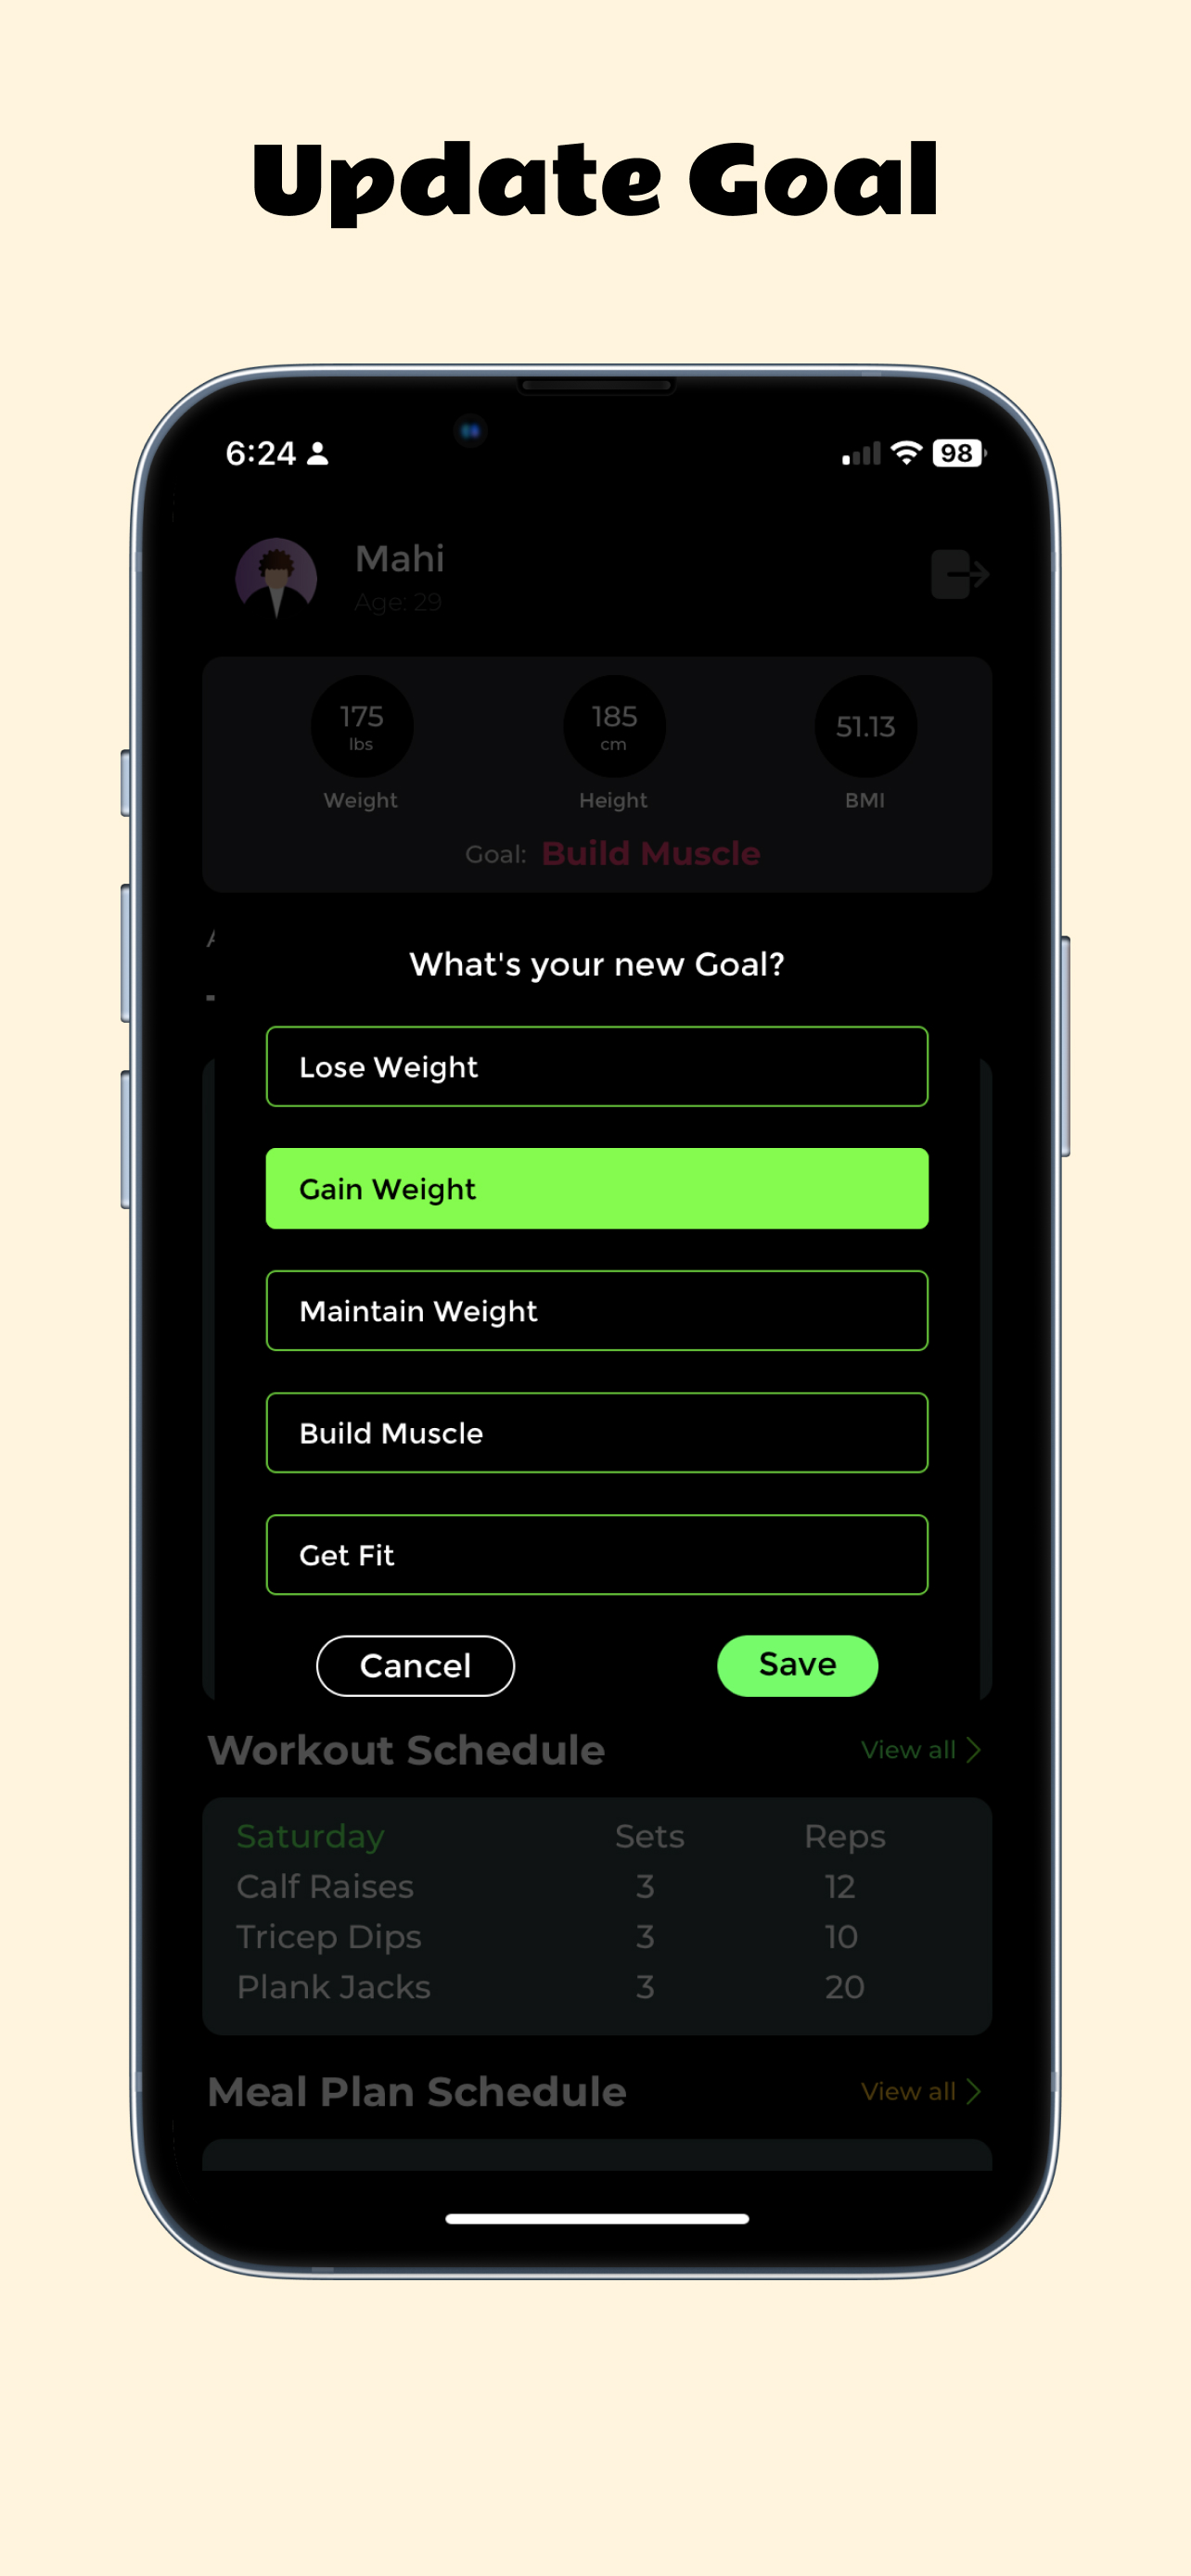 Update Goal
6:24
98
Mahi
Age: 29
175 185 51.13
lbs cm
Weight Height BMI
Goal: Build Muscle
What's your new Goal?
Lose Weight
Gain Weight
Maintain Weight
Build Muscle
Get Fit
Cancel Save
Workout Schedule View all
Saturday Sets Reps
Calf Raises 3 12
Tricep Dips 3 10
Plank Jacks 3 20
Meal Plan Schedule View all